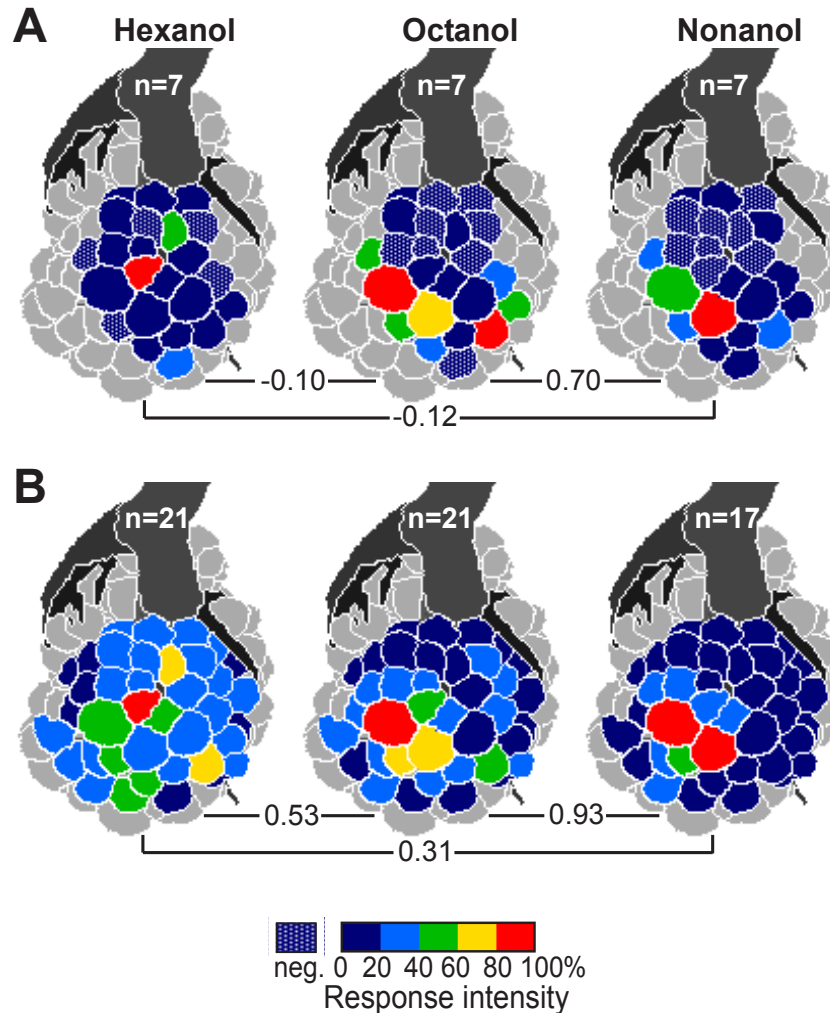 A
Hexanol Octanol Nonanol
n=7 n=7 n=7
-0.10 0.70
-0.12
B
n=21 n=21 n=17
0.53 0.93
0.31
neg. 0 20 40 60 80 100%
Response intensity